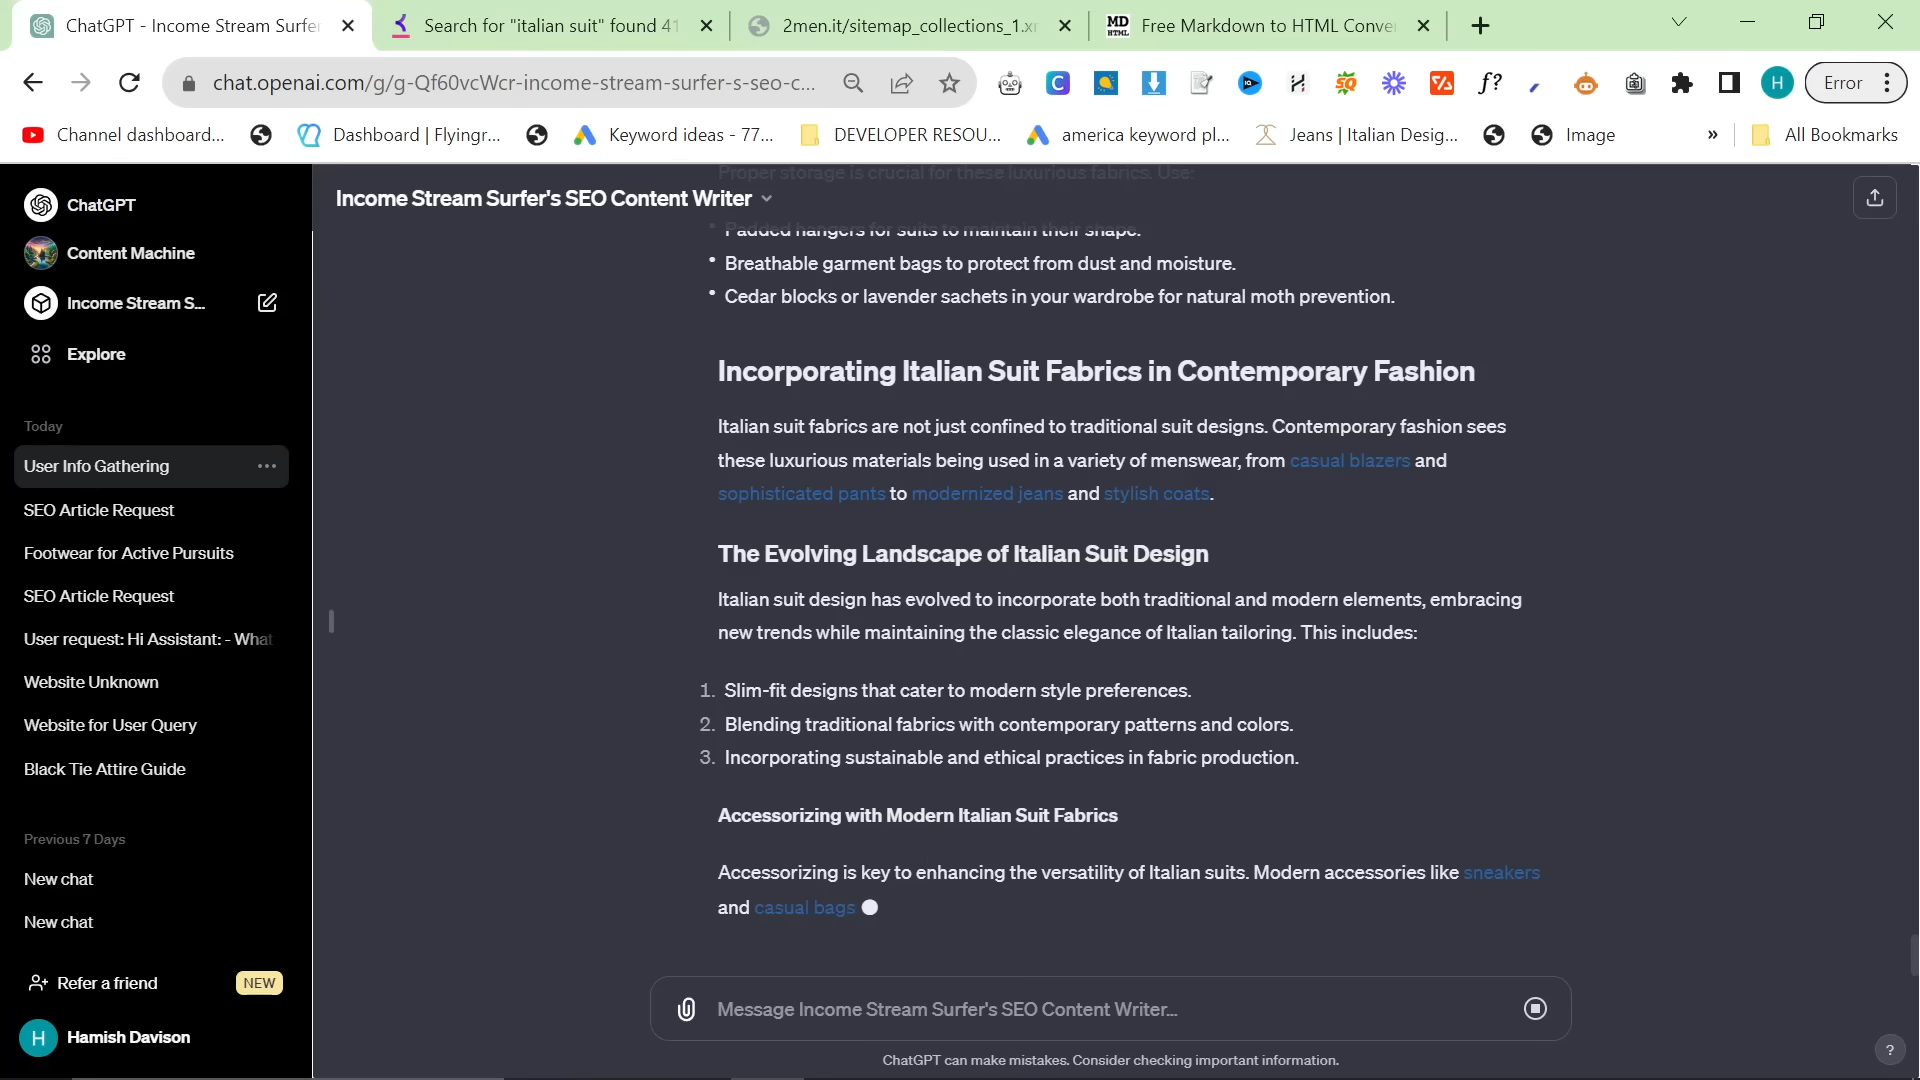 ChatGPT - Income Stream Surfer
Search for "italian suit" found 41
2men.it/sitemap_collections_1.x
MD HTML
Free Markdown to HTML Conve
chat.openai.com/g/g-Qf60vcWcr-income-stream-surfer-s-seo-c...
Error
Channel dashboard...
Dashboard | Flyingr...
Keyword ideas - 77...
DEVELOPER RESOU...
america keyword pl...
Jeans | Italian Desig...
Image
»
All Bookmarks
ChatGPT
Content Machine
Income Stream S...
Explore
Today
User Info Gathering
SEO Article Request
Footwear for Active Pursuits
SEO Article Request
User request: Hi Assistant: - What
Website Unknown
Website for User Query
Black Tie Attire Guide
Previous 7 Days
New chat
New chat
Refer a friend
NEW
H
Hamish Davison
Income Stream Surfer's SEO Content Writer
Proper storage is crucial for these luxurious fabrics. Use:
• Padded hangers for suits to maintain their shape.
• Breathable garment bags to protect from dust and moisture.
• Cedar blocks or lavender sachets in your wardrobe for natural moth prevention.
Incorporating Italian Suit Fabrics in Contemporary Fashion
Italian suit fabrics are not just confined to traditional suit designs. Contemporary fashion sees
these luxurious materials being used in a variety of menswear, from casual blazers and
sophisticated pants to modernized jeans and stylish coats.
The Evolving Landscape of Italian Suit Design
Italian suit design has evolved to incorporate both traditional and modern elements, embracing
new trends while maintaining the classic elegance of Italian tailoring. This includes:
1. Slim-fit designs that cater to modern style preferences.
2. Blending traditional fabrics with contemporary patterns and colors.
3. Incorporating sustainable and ethical practices in fabric production.
Accessorizing with Modern Italian Suit Fabrics
Accessorizing is key to enhancing the versatility of Italian suits. Modern accessories like sneakers
and casual bags
Message Income Stream Surfer's SEO Content Writer...
ChatGPT can make mistakes. Consider checking important information.
?